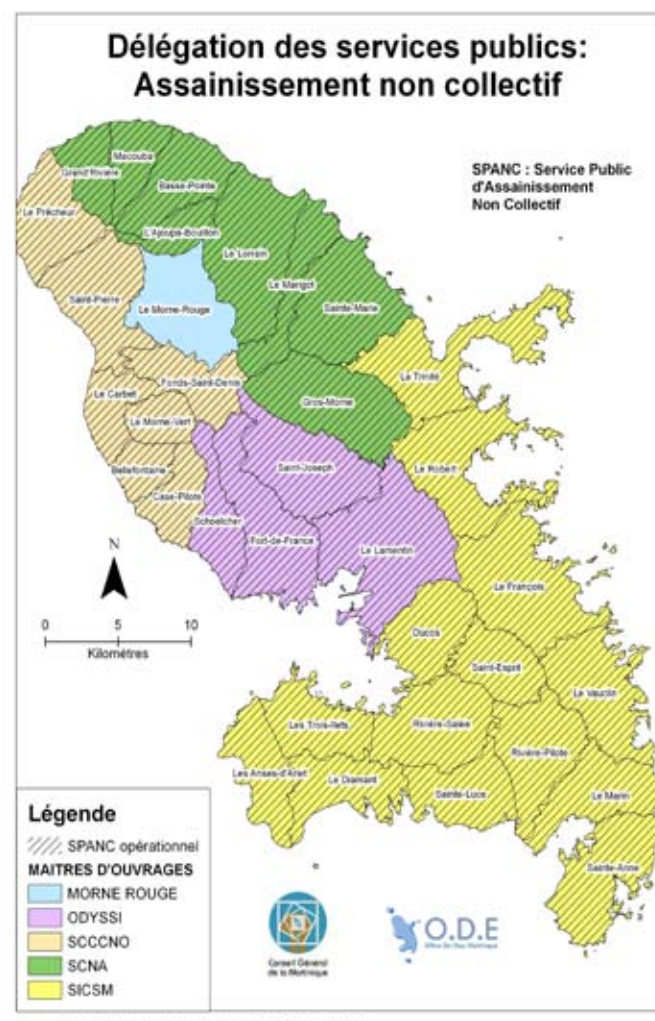 Délégation des services publics:
Assainissement non collectif
SPANC : Service Public
d'Assainissement
Non Collectif
Macouba
Grand'Rivière
Basse-Pointe
Le Prêcheur
L'Ajoupa-Bouillon
Le Lorrain
Saint-Pierre
Le Marigot
Le Morne-Rouge
Sainte-Marie
Fonds-Saint-Denis
La Trinité
Le Carbet
Gros-Morne
Le Morne-Vert
Bellefontaine
Saint-Joseph
Le Robert
Case-Pilote
Schoelcher
Fort-de-France
Le Lamentin
Le François
N
0 5 10
Kilomètres
Ducos
Saint-Esprit
Le Vauclin
Les Trois-Ilets
Rivière-Salée
Rivière-Pilote
Les Anses-d'Arlet
Le Diamant
Sainte-Luce
Le Marin
Sainte-Anne
Légende
SPANC opérationnel
MAITRES D'OUVRAGES
MORNE ROUGE
ODYSSI
SCCCNO
SCNA
SICSM
Conseil Général
de la Martinique
O.D.E
Office De l'Eau Martinique